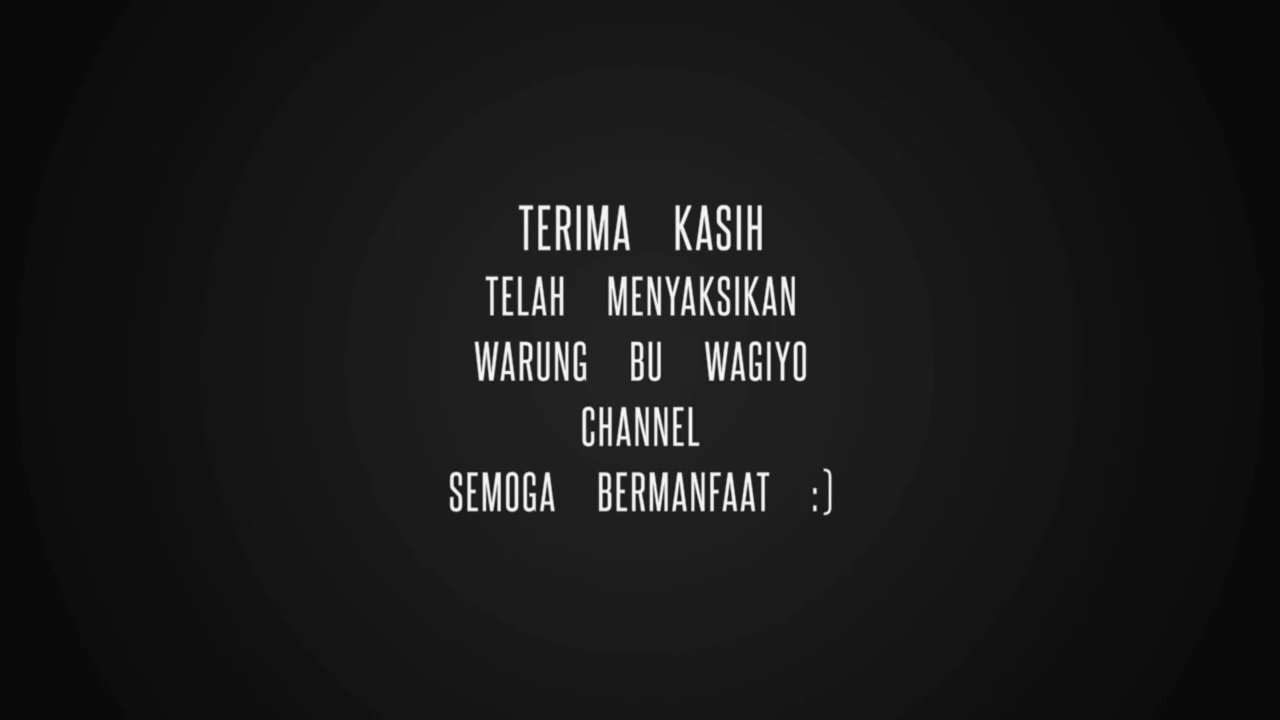 TERIMA KASIH
TELAH MENYAKSIKAN
WARUNG BU WAGIYO
CHANNEL
SEMOGA BERMANFAAT :)